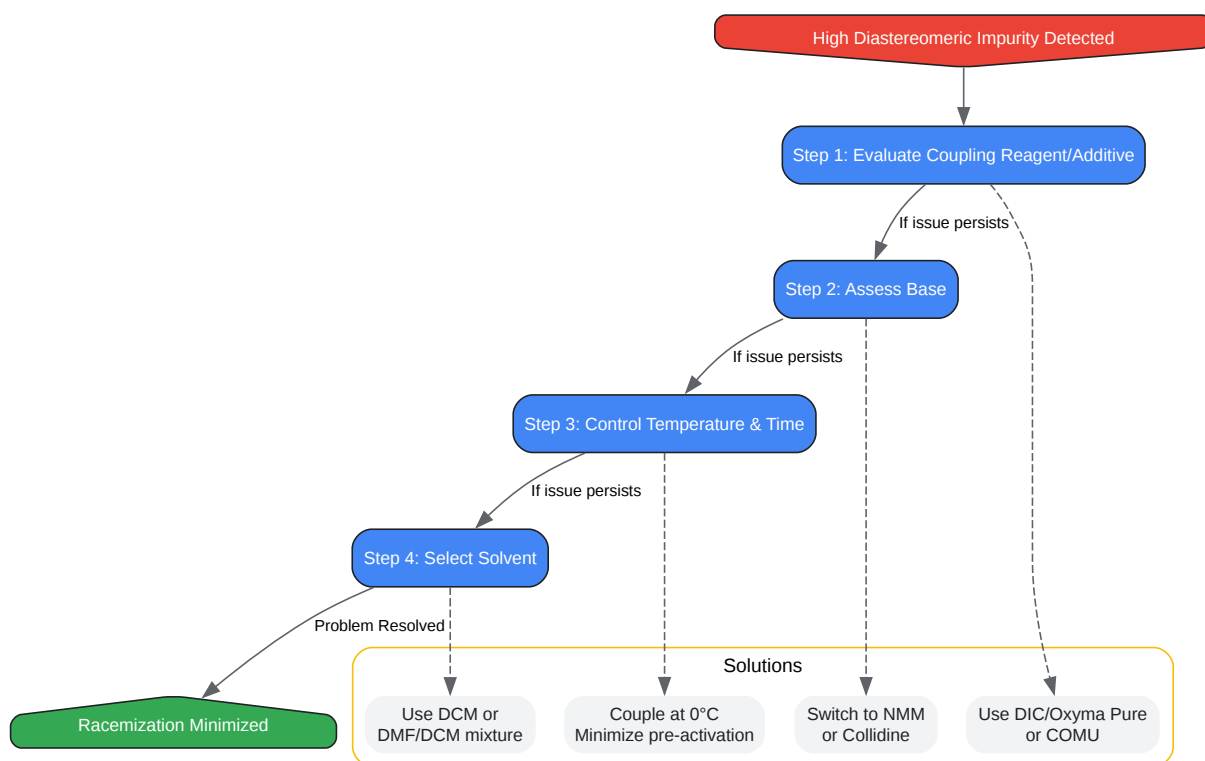 High Diastereomeric Impurity Detected
Step 1: Evaluate Coupling Reagent/Additive
If issue persists
Step 2: Assess Base
If issue persists
Step 3: Control Temperature & Time
If issue persists
Step 4: Select Solvent
Problem Resolved
Solutions
Racemization Minimized
Use DCM or
DMF/DCM mixture
Couple at 0°C
Minimize pre-activation
Switch to NMM
or Collidine
Use DIC/Oxyma Pure
or COMU